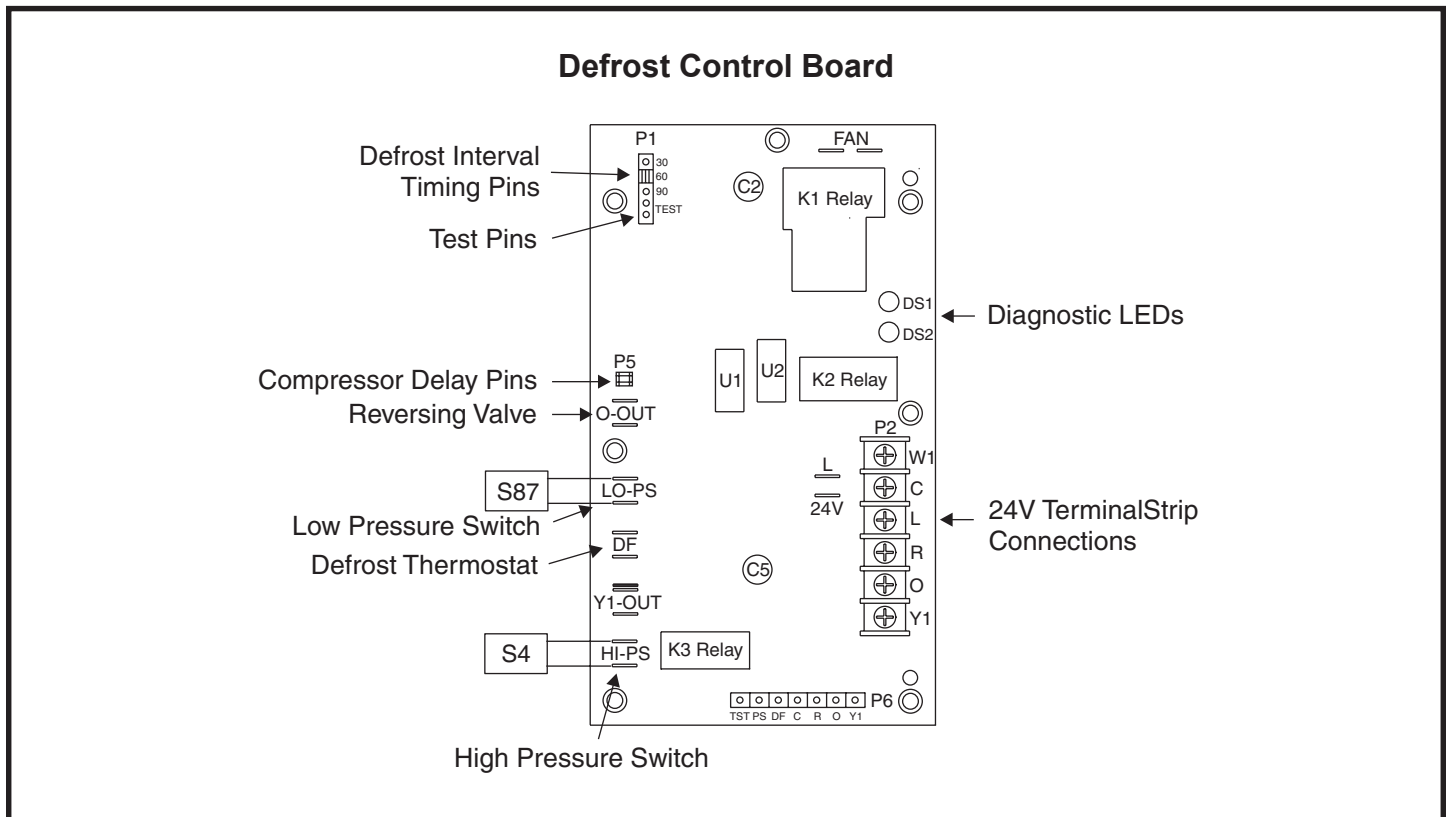 Defrost Control Board
P1
FAN
Defrost Interval
Timing Pins
30
60
90
TEST
Test Pins
C2
K1 Relay
DS1
DS2
Diagnostic LEDs
P5
U1
U2
K2 Relay
Compressor Delay Pins
Reversing Valve
O-OUT
P2
W1
C
L
R
O
Y1
L
24V
24V TerminalStrip
Connections
S87
LO-PS
Low Pressure Switch
DF
Defrost Thermostat
C5
Y1-OUT
S4
HI-PS
K3 Relay
P6
TST PS DF C R O Y1
High Pressure Switch